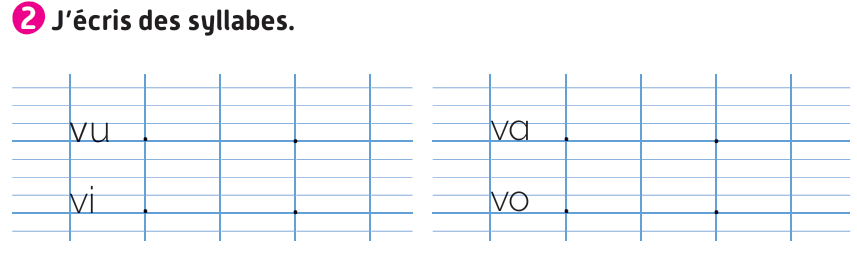 2 J'écris des syllabes.
vu . .
va . .
vi . .
vo . .